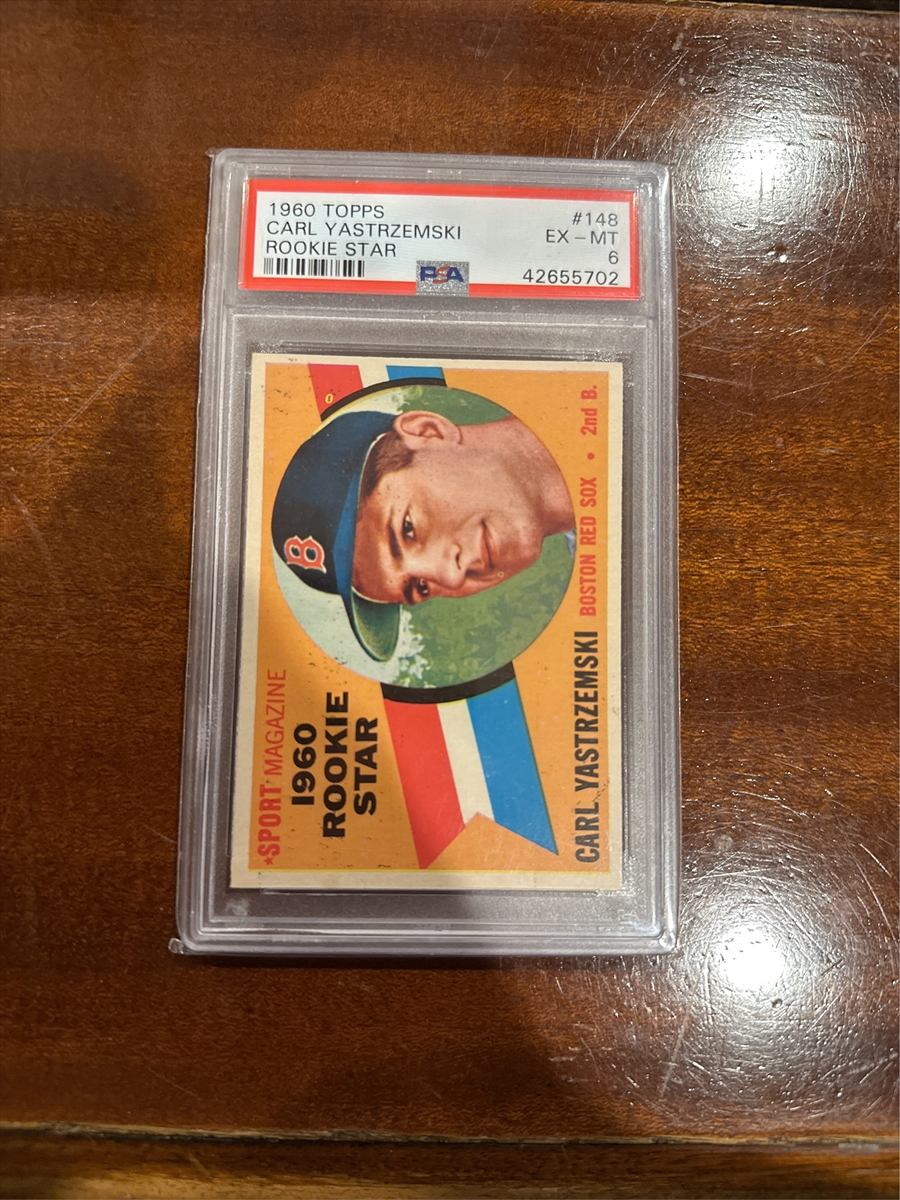 1960 TOPPS
CARL YASTRZEMSKI
ROOKIE STAR
#148
EX-MT
6
42655702
PSA
B
★SPORT MAGAZINE
1960
ROOKIE
STAR
CARL YASTRZEMSKI BOSTON RED SOX • 2nd B.